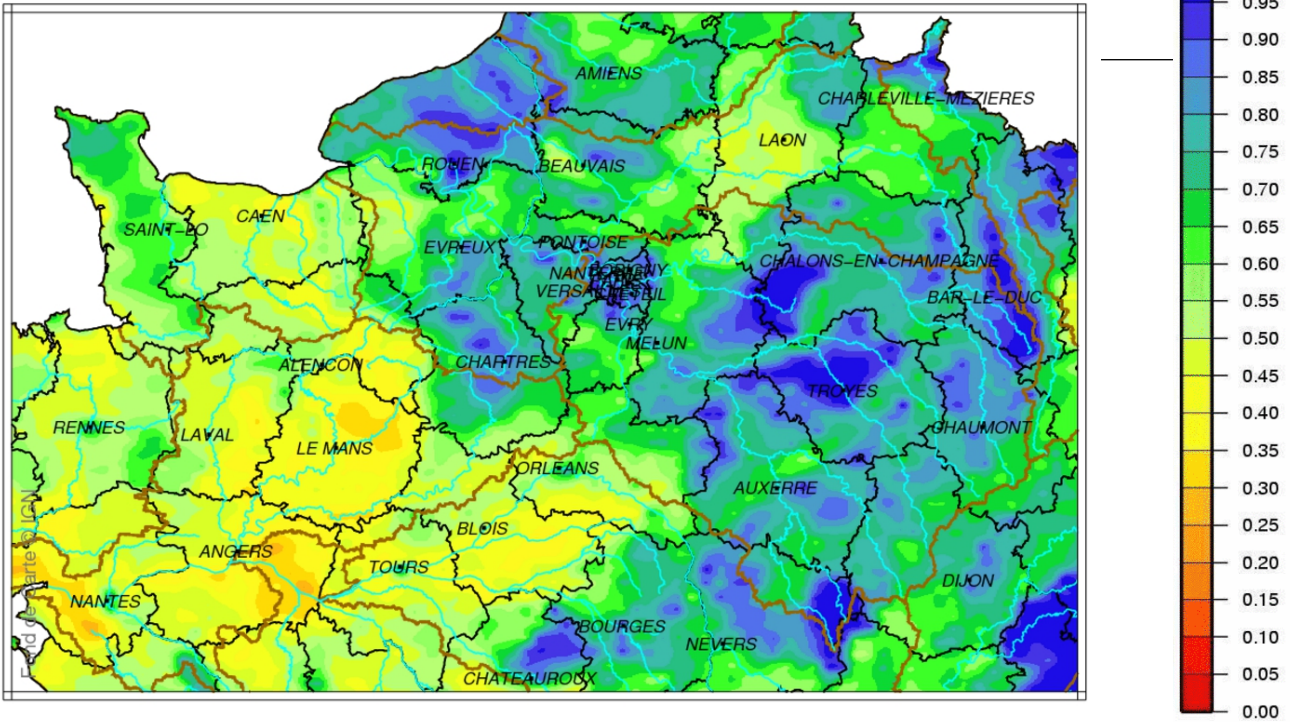 0.95
AMIENS
0.90
0.85
CHARLEVILLE-MEZIERES
0.80
LAON
ROUEN
BEAUVAIS
0.75
0.70
CAEN
SAINT-LO
0.65
EVREUX
PONTOISE
0.60
CHALONS-EN-CHAMPAGNE
BAR-LE-DUC
0.55
EVRY
MELUN
0.50
ALENCON
CHARTRES
0.45
TROYES
0.40
RENNES
LAVAL
CHAUMONT
LE MANS
0.35
ORLEANS
0.30
AUXERRE
BLOIS
0.25
ANGERS
TOURS
0.20
DIJON
NANTES
0.15
BOURGES
NEVERS
0.10
CHATEAUROUX
0.05
0.00
Fond de carte © IGN